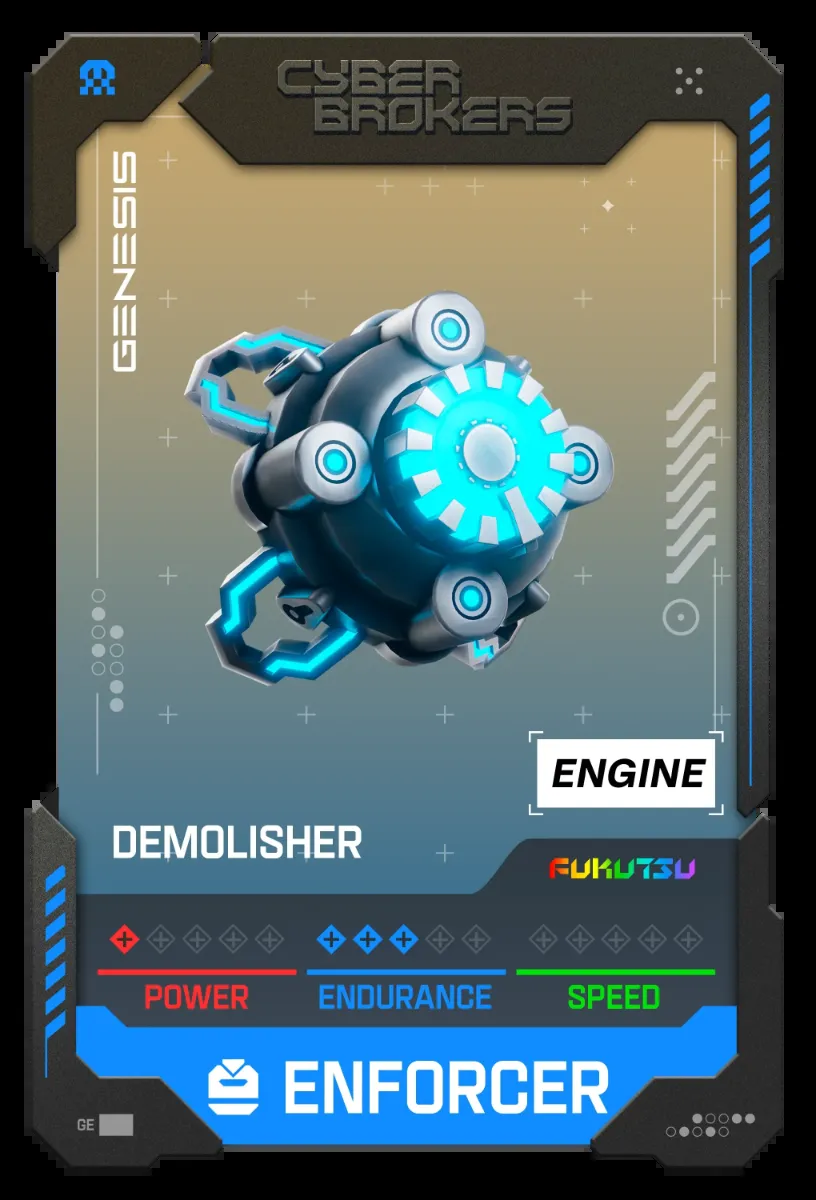 CYBER
BROKERS
GENESIS
ENGINE
DEMOLISHER
FUKUTSU
POWER ENDURANCE SPEED
ENFORCER
GE